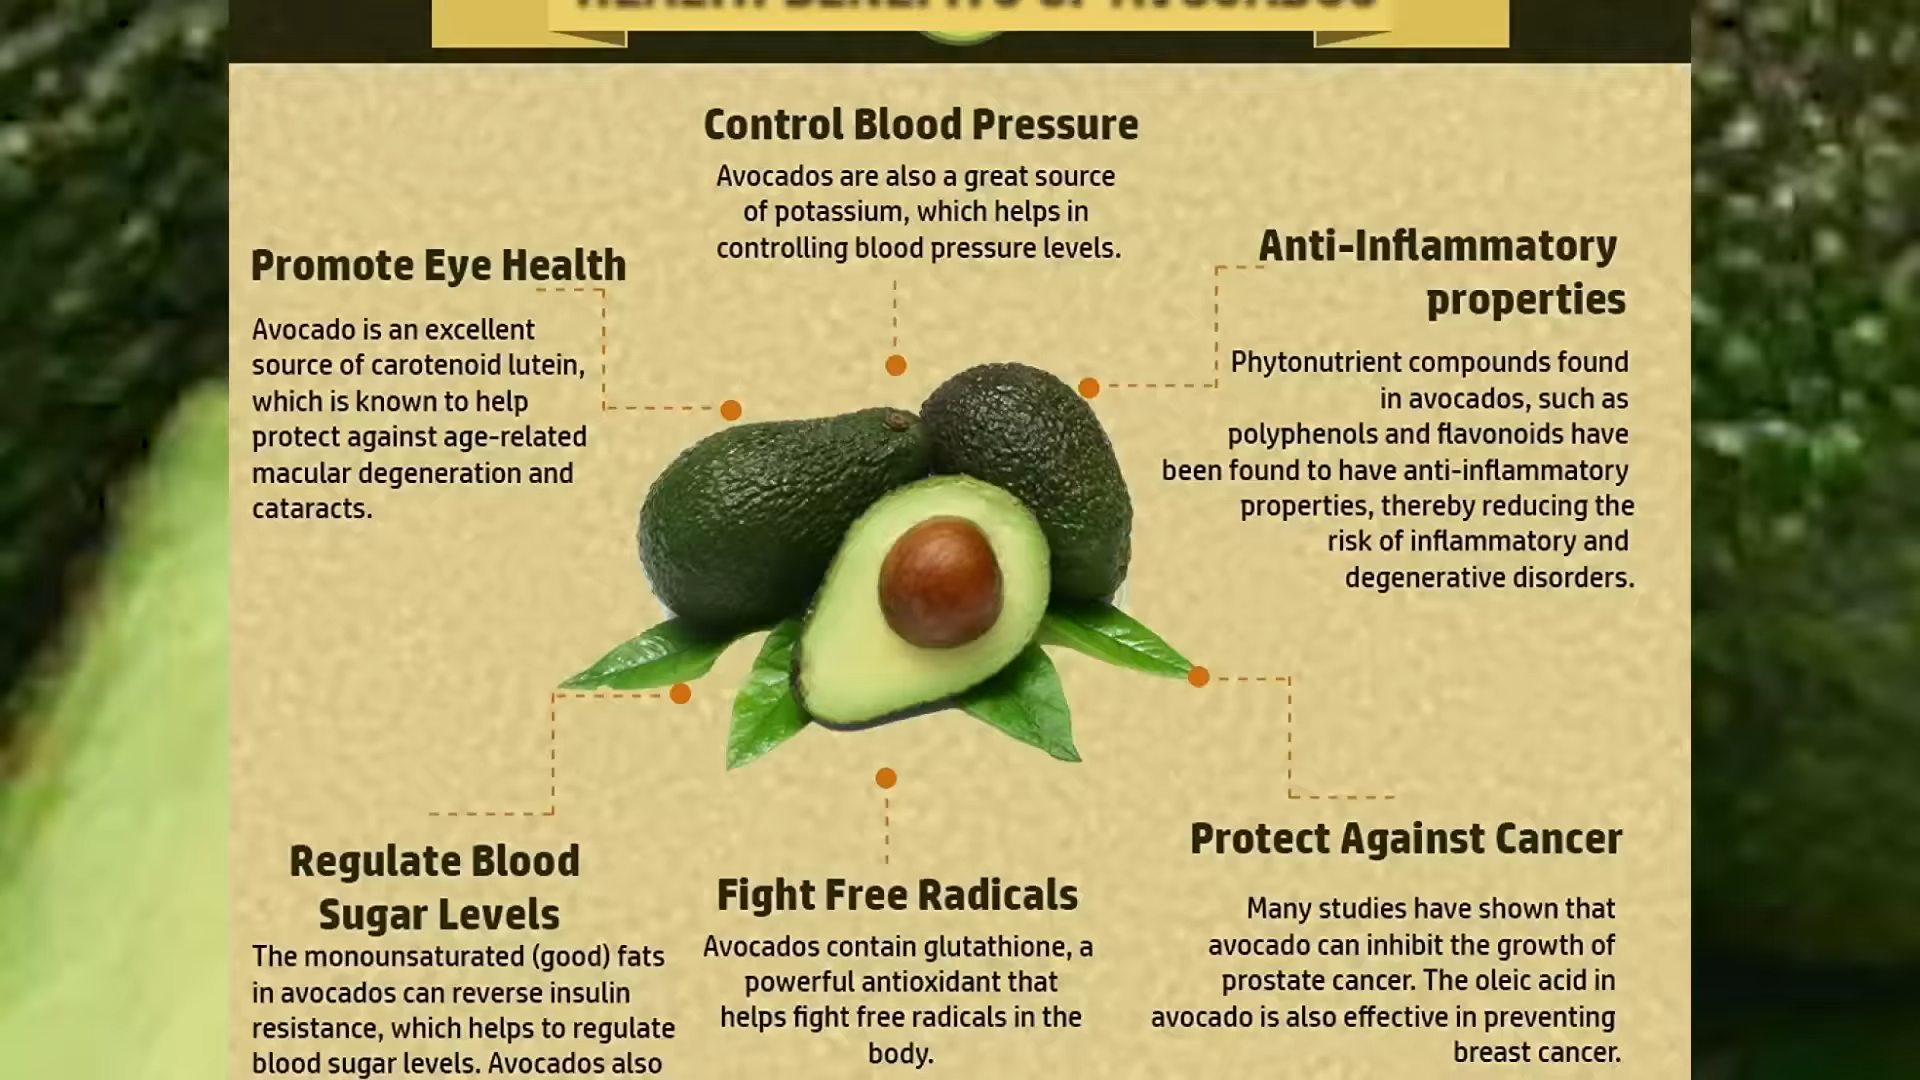 HEALTH BENEFITS OF AVOCADOS
Control Blood Pressure
Avocados are also a great source
of potassium, which helps in
controlling blood pressure levels.
Promote Eye Health
Avocado is an excellent
source of carotenoid lutein,
which is known to help
protect against age-related
macular degeneration and
cataracts.
Anti-Inflammatory
properties
Phytonutrient compounds found
in avocados, such as
polyphenols and flavonoids have
been found to have anti-inflammatory
properties, thereby reducing the
risk of inflammatory and
degenerative disorders.
Regulate Blood
Sugar Levels
The monounsaturated (good) fats
in avocados can reverse insulin
resistance, which helps to regulate
blood sugar levels. Avocados also
Fight Free Radicals
Avocados contain glutathione, a
powerful antioxidant that
helps fight free radicals in the
body.
Protect Against Cancer
Many studies have shown that
avocado can inhibit the growth of
prostate cancer. The oleic acid in
avocado is also effective in preventing
breast cancer.